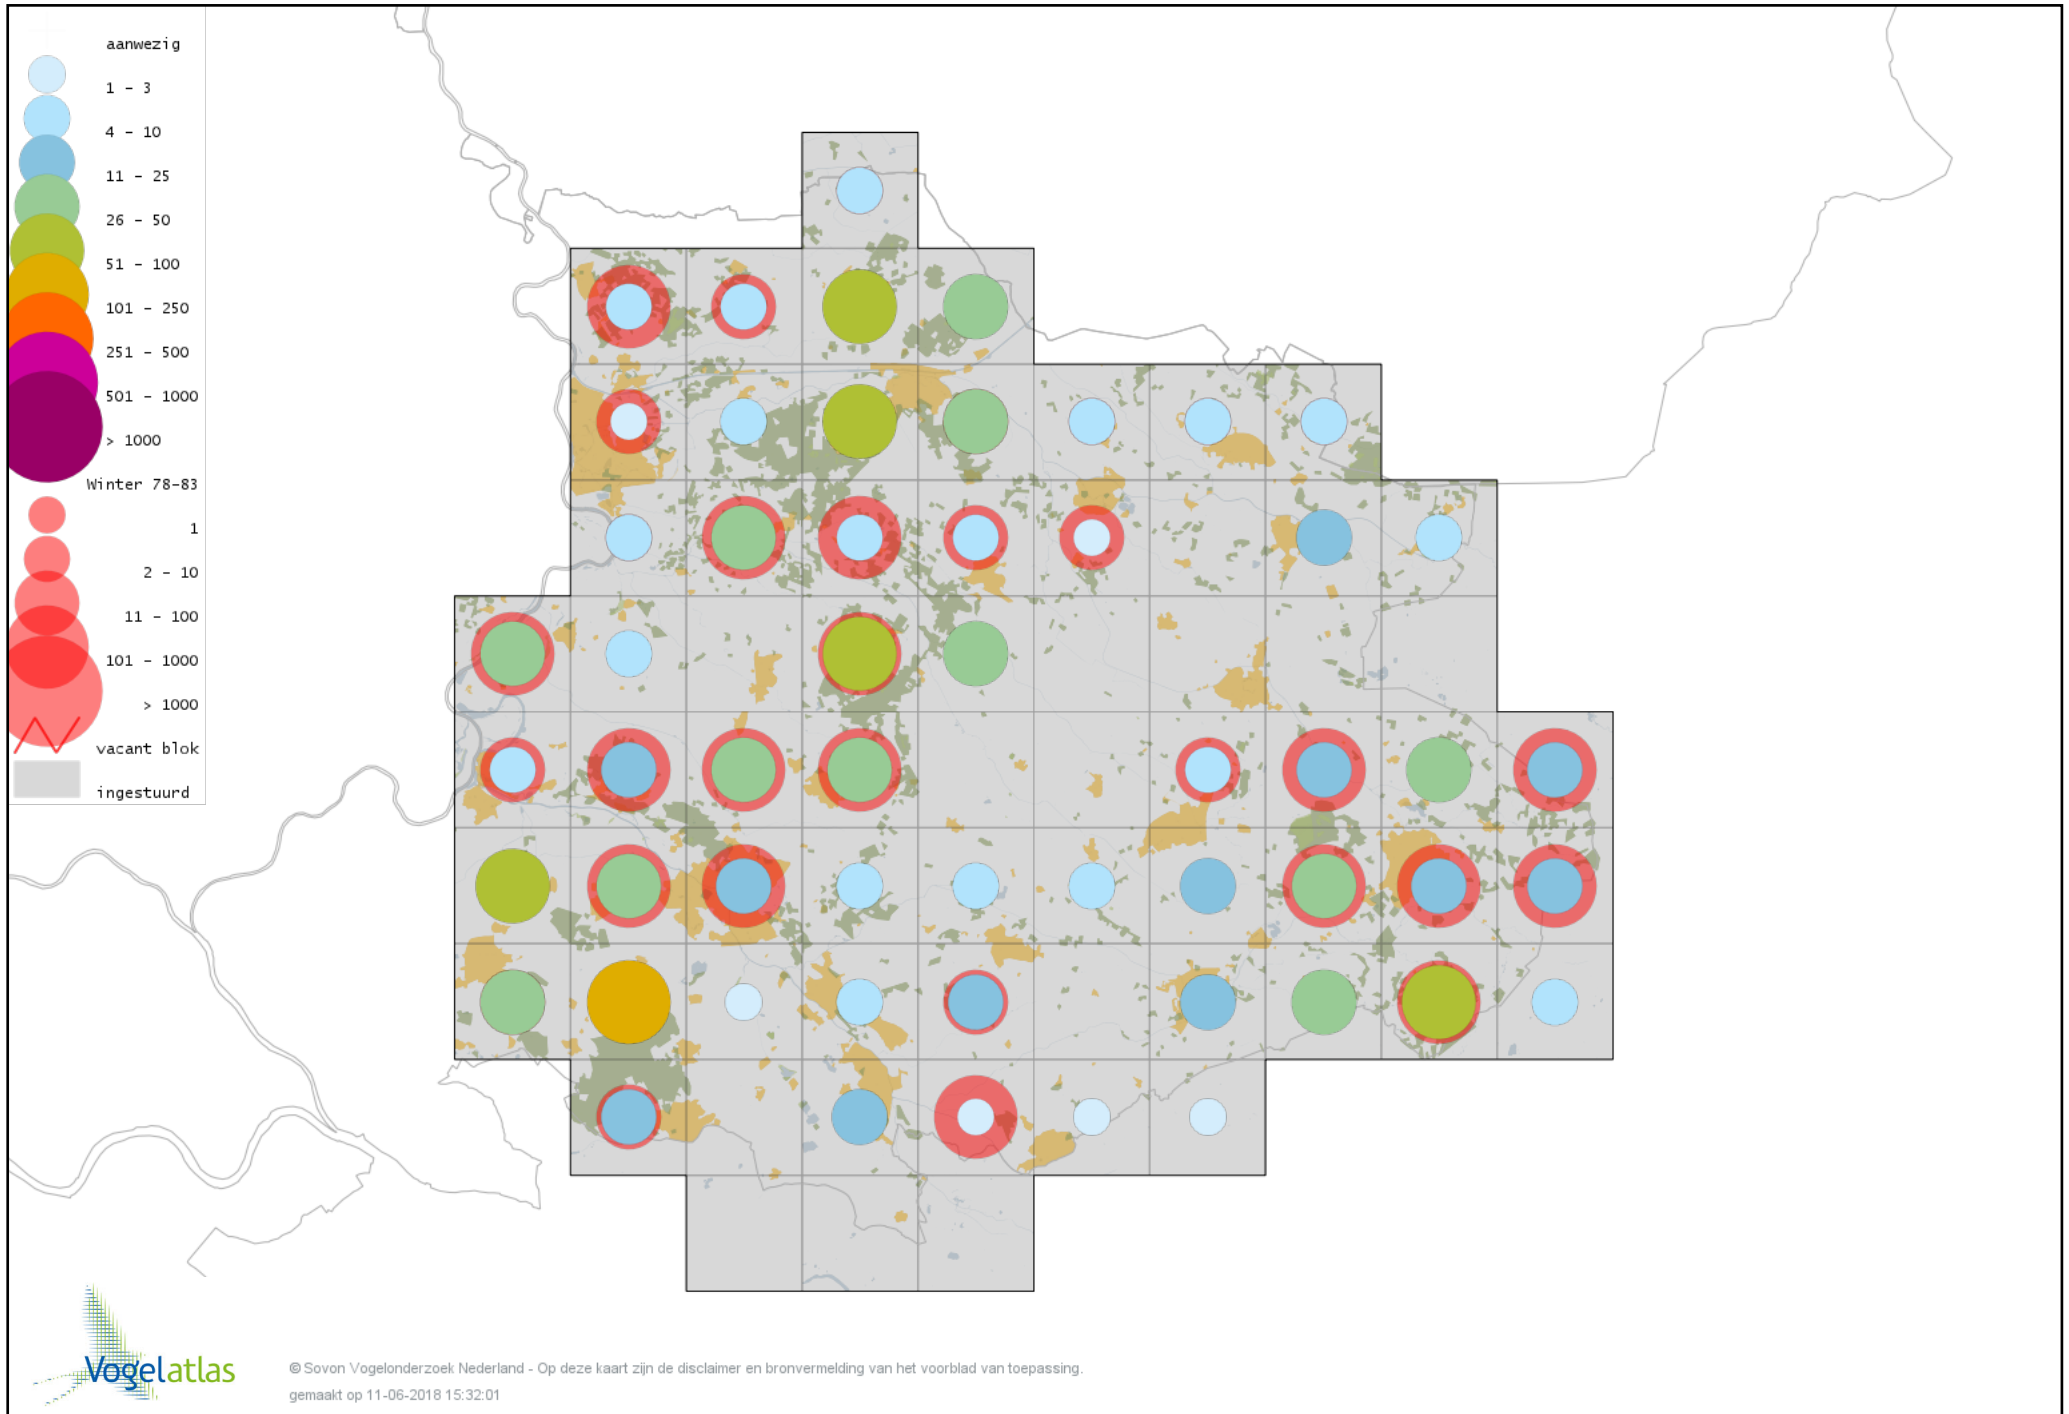 aanwezig
1 - 3
4 - 10
11 - 25
26 - 50
51 - 100
101 - 250
251 - 500
501 - 1000
> 1000
Winter 78-83
1
2 - 10
11 - 100
101 - 1000
> 1000
vacant blok
ingestuurd
Vogelatlas
© Sovon Vogelonderzoek Nederland - Op deze kaart zijn de disclaimer en bronvermelding van het voorblad van toepassing.
gemaakt op 11-06-2018 15:32:01